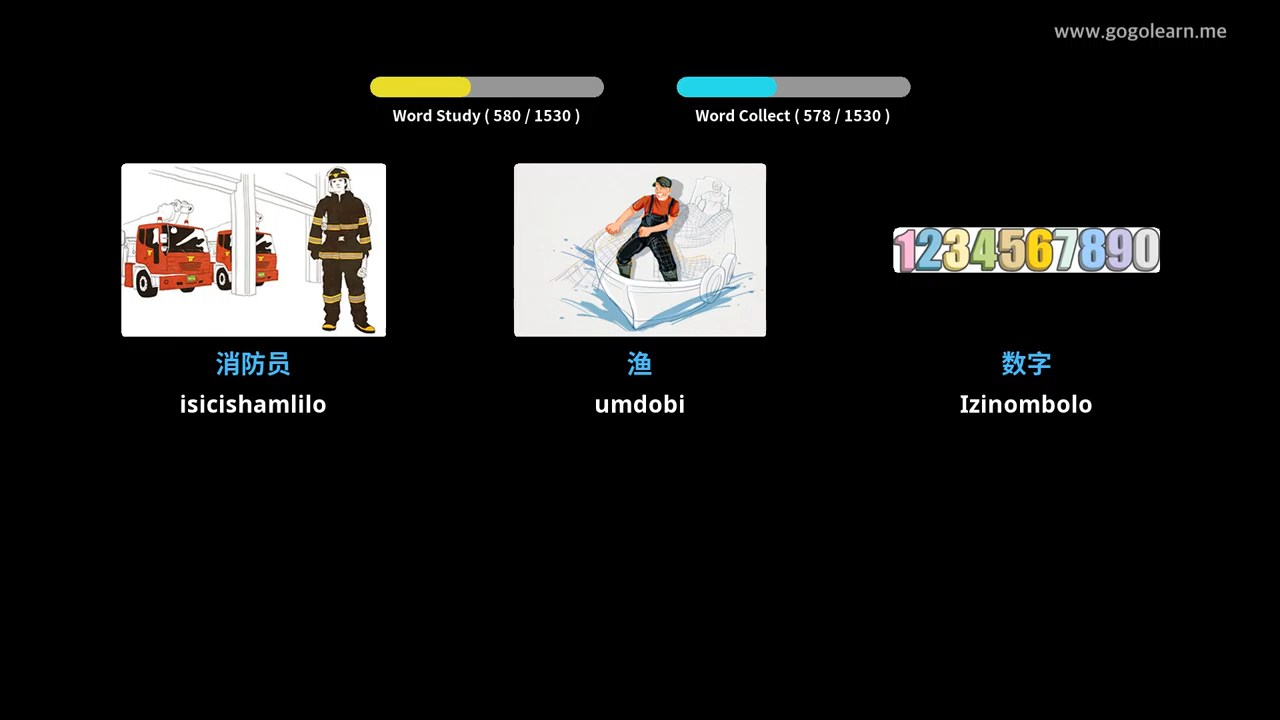 www.gogolearn.me
Word Study ( 580 / 1530 )
Word Collect ( 578 / 1530 )
1234567890
消防员
渔
数字
isicishamlilo
umdobi
Izinombolo